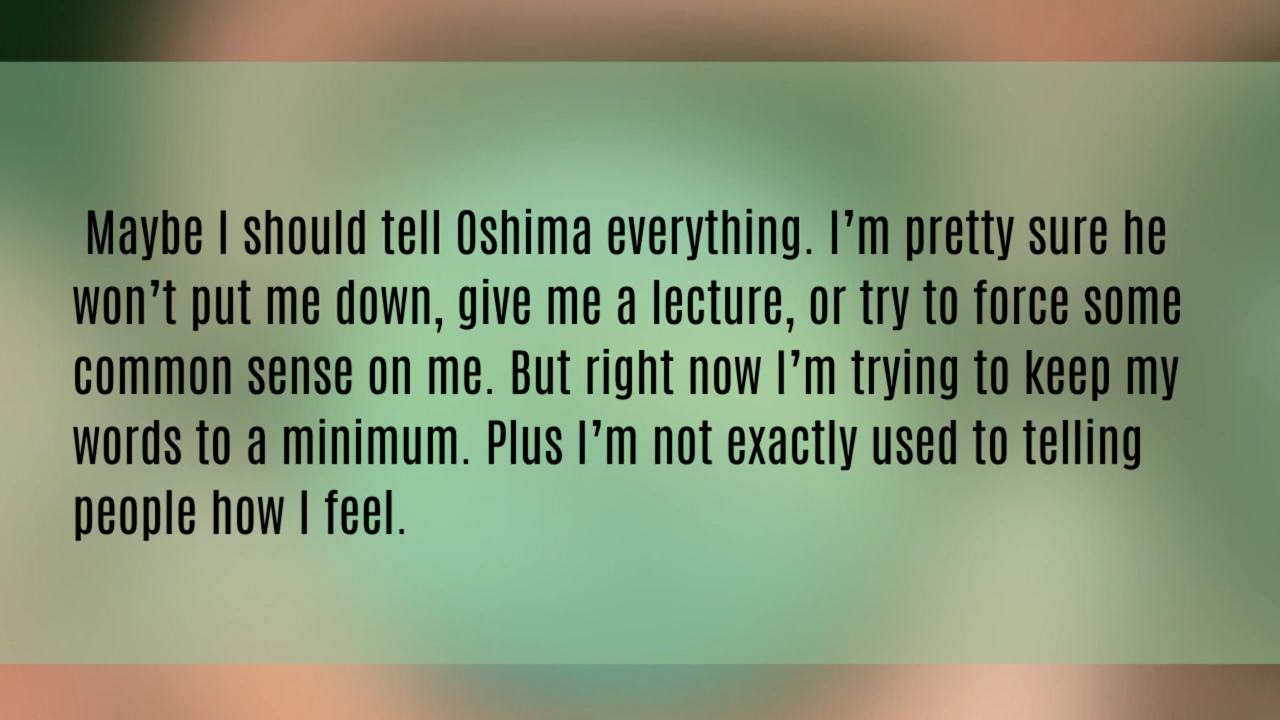 Maybe I should tell Oshima everything. I’m pretty sure he
won’t put me down, give me a lecture, or try to force some
common sense on me. But right now I’m trying to keep my
words to a minimum. Plus I’m not exactly used to telling
people how I feel.